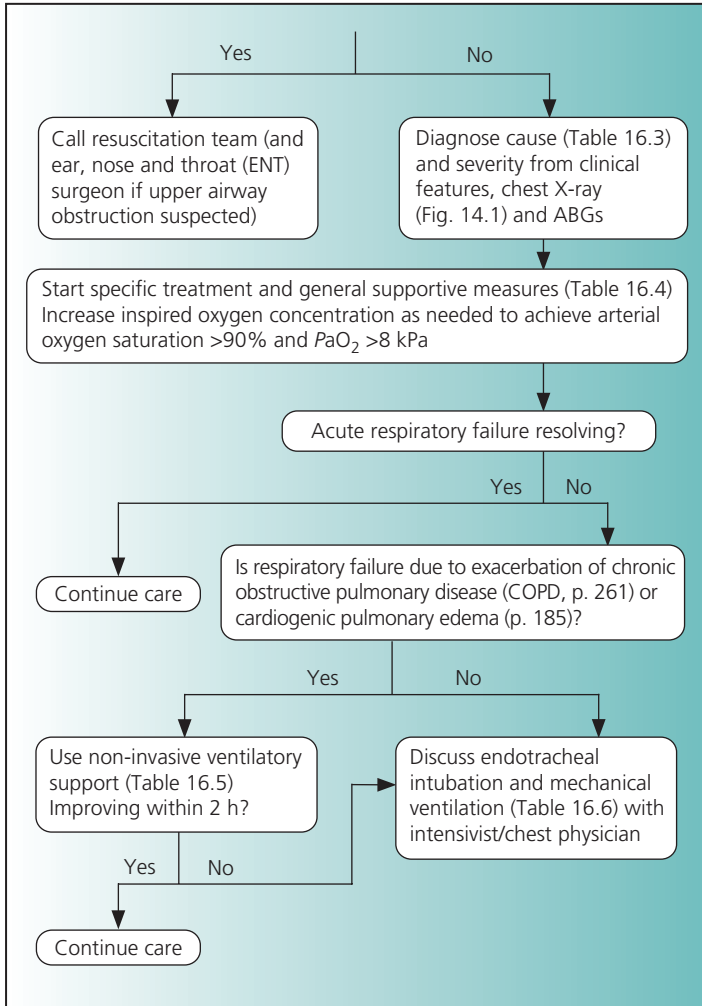 Yes
No
Call resuscitation team (and
ear, nose and throat (ENT)
surgeon if upper airway
obstruction suspected)
Diagnose cause (Table 16.3)
and severity from clinical
features, chest X-ray
(Fig. 14.1) and ABGs
Start specific treatment and general supportive measures (Table 16.4)
Increase inspired oxygen concentration as needed to achieve arterial
oxygen saturation >90% and PaO₂ >8 kPa
Acute respiratory failure resolving?
Yes
No
Continue care
Is respiratory failure due to exacerbation of chronic
obstructive pulmonary disease (COPD, p. 261) or
cardiogenic pulmonary edema (p. 185)?
Yes
No
Use non-invasive ventilatory
support (Table 16.5)
Improving within 2 h?
Discuss endotracheal
intubation and mechanical
ventilation (Table 16.6) with
intensivist/chest physician
Yes
No
Continue care